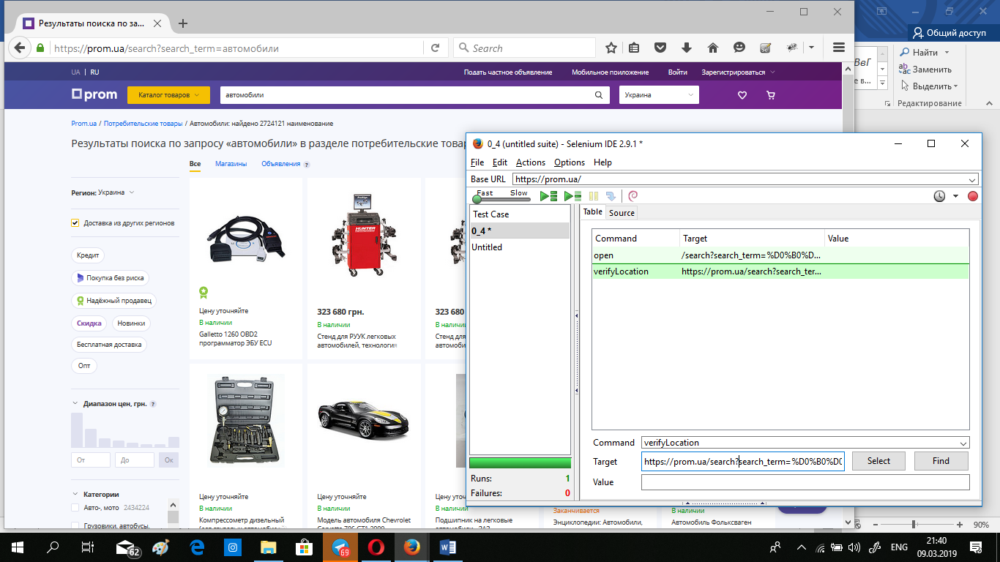 Результаты поиска по за...
Общий доступ
https://prom.ua/search?search_term=автомобили
Search
Найти
Заменить
Выделить
Редактирование
UA | RU
Подать частное объявление
Мобильное приложение
Войти
Зарегистрироваться
prom
Каталог товаров
автомобили
Украина
Prom.ua / Потребительские товары / Автомобили: найдено 2724121 наименование
Результаты поиска по запросу «автомобили» в разделе потребительские товар
Все
Магазины
Объявления ?
Регион: Украина
Доставка из других регионов
Кредит
Покупка без риска
Надёжный продавец
Скидка
Новинки
Бесплатная доставка
Опт
Диапазон цен, грн. ?
От
До
Ок
Категории
Авто-, мото 2434224
Грузовики, автобусы,
Цену уточняйте
В наличии
Galletto 1260 OBD2
программатор ЭБУ ECU
323 680 грн.
В наличии
Стенд для РУУК легковых
автомобилей, технология
323 68
В наличии
Стенд д
автомоб
Цену уточняйте
В наличии
Компрессометр дизельный
Цену уточняйте
В наличии
Модель автомобиля Chevrolet
Цену уточняйте
В наличии
Подшипник на легковые
Заканчивается
Энциклопедии: Автомобили,
В наличии
Автомобиль Фольксваген
0_4 (untitled suite) - Selenium IDE 2.9.1 *
File Edit Actions Options Help
Base URL https://prom.ua/
Fast Slow
Test Case
0_4 *
Untitled
Runs: 1
Failures: 0
Table Source
Command Target Value
open /search?search_term=%D0%B0%D...
verifyLocation https://prom.ua/search?search_ter...
Command verifyLocation
Target https://prom.ua/search?search_term=%D0%B0%D0
Select Find
Value
90%
62
69
ENG
21:40
09.03.2019